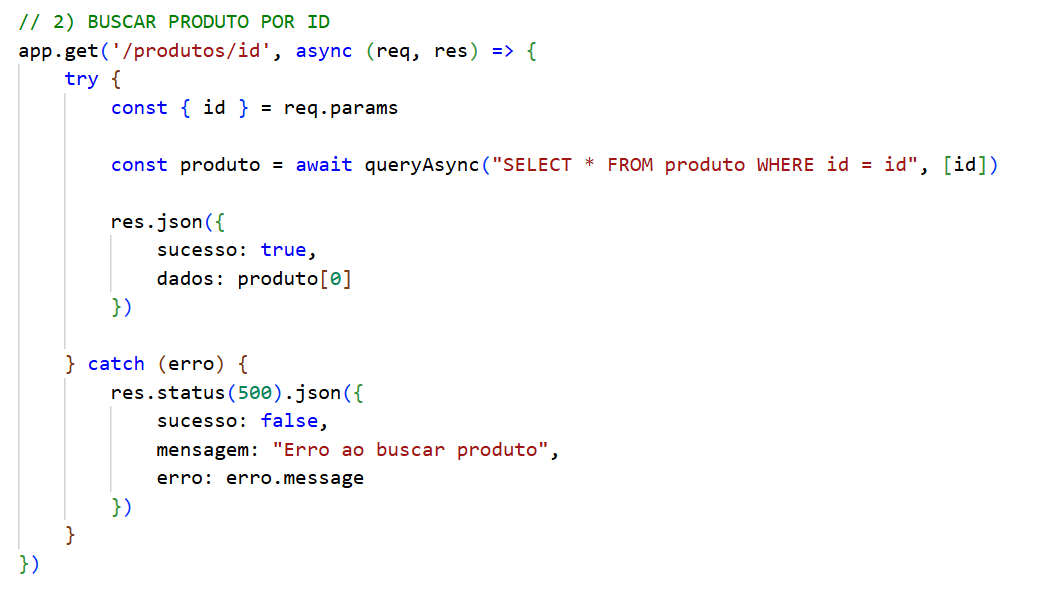 // 2) BUSCAR PRODUTO POR ID
app.get('/produtos/id', async (req, res) => {
    try {
        const { id } = req.params

        const produto = await queryAsync("SELECT * FROM produto WHERE id = id", [id])

        res.json({
            sucesso: true,
            dados: produto[0]
        })

    } catch (erro) {
        res.status(500).json({
            sucesso: false,
            mensagem: "Erro ao buscar produto",
            erro: erro.message
        })
    }
})